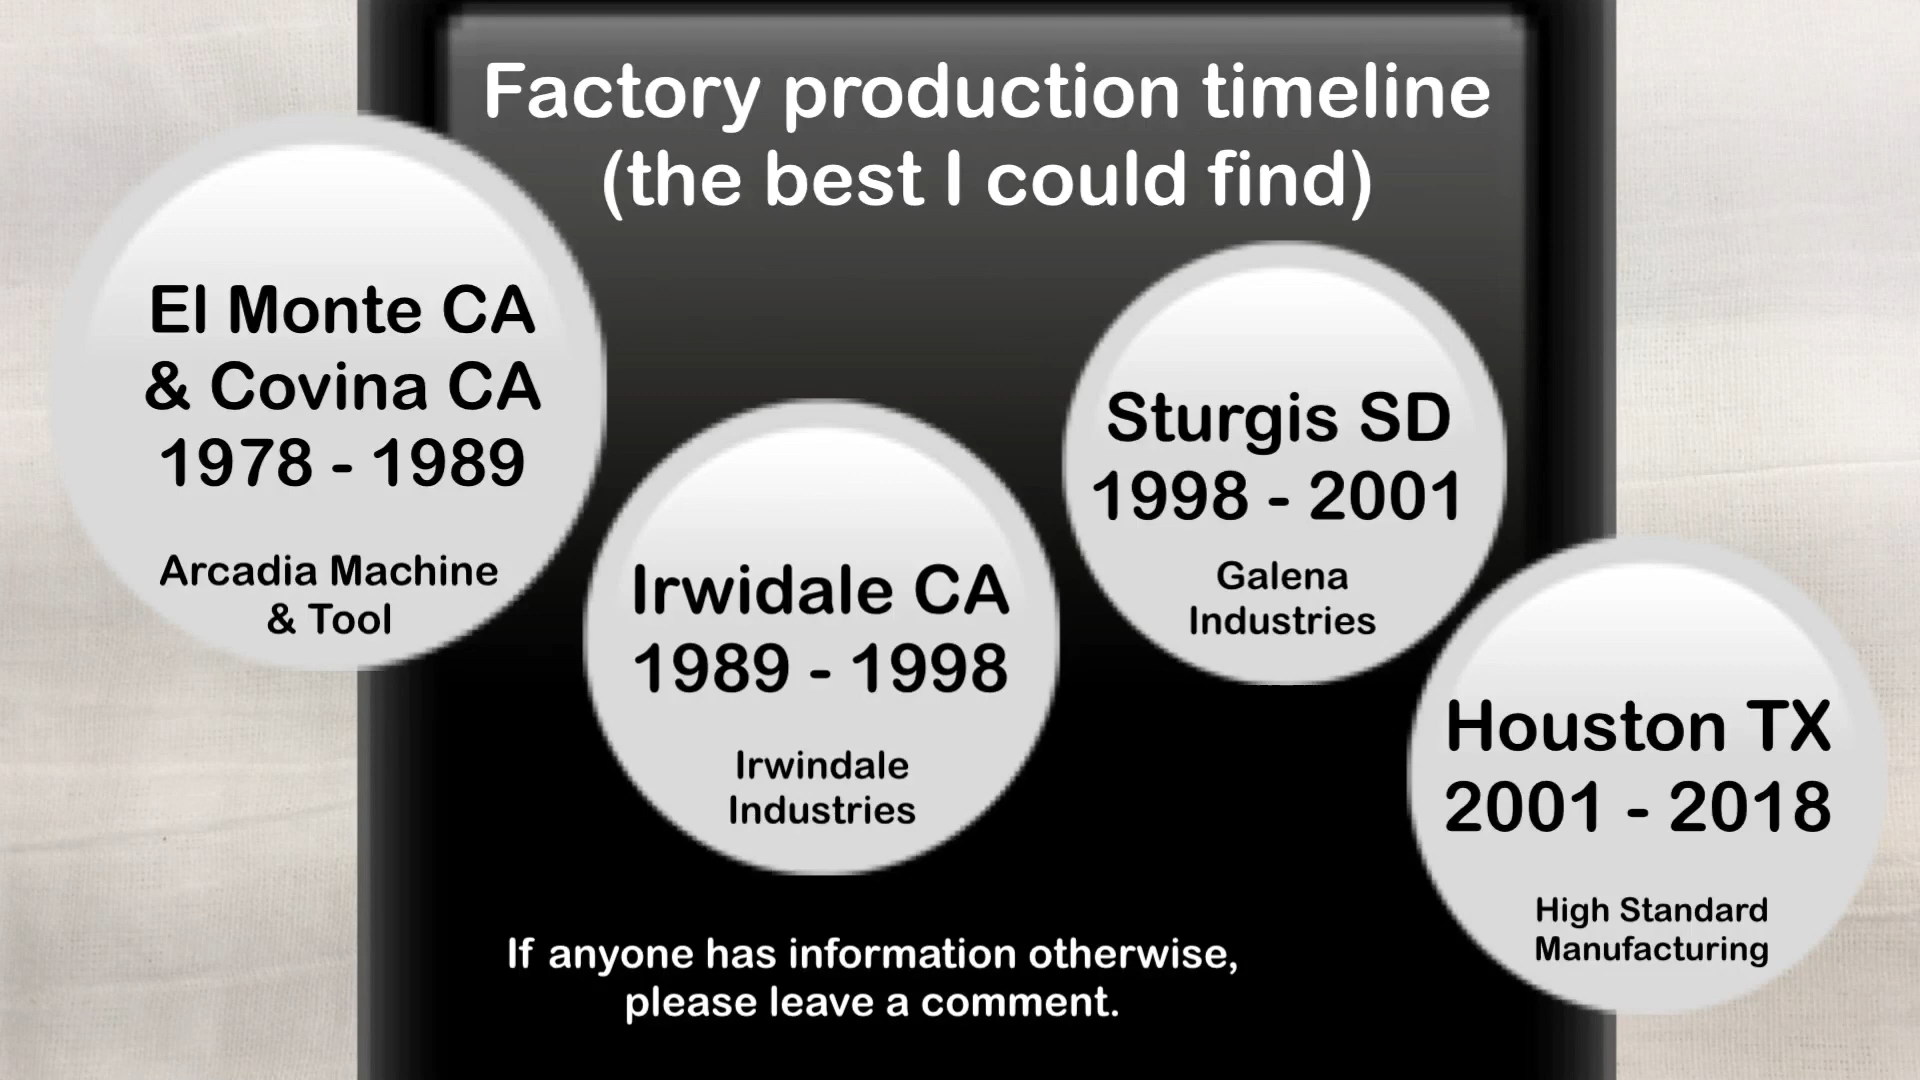 Factory production timeline
(the best I could find)
El Monte CA
& Covina CA
1978 - 1989
Arcadia Machine
& Tool
Irwidale CA
1989 - 1998
Irwindale
Industries
Sturgis SD
1998 - 2001
Galena
Industries
Houston TX
2001 - 2018
High Standard
Manufacturing
If anyone has information otherwise,
please leave a comment.